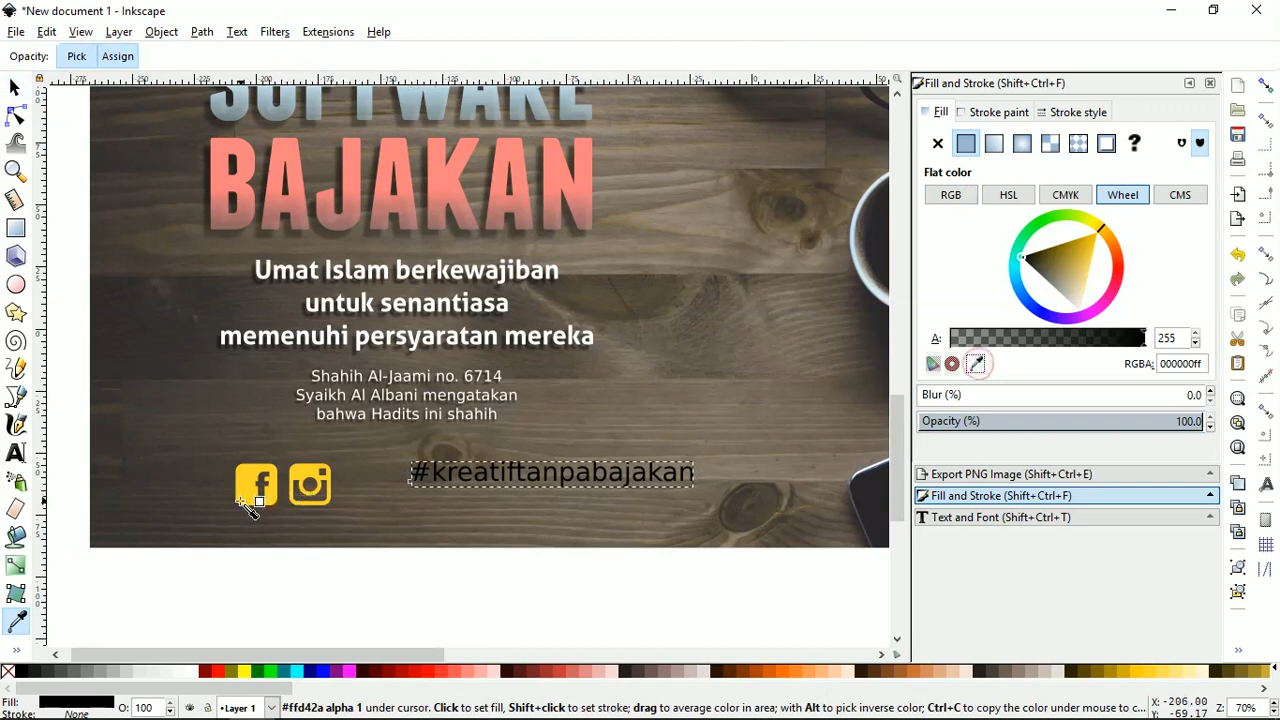 *New document 1 - Inkscape
File Edit View Layer Object Path Text Filters Extensions Help
Opacity: Pick Assign
SOFTWARE
BAJAKAN
Umat Islam berkewajiban
untuk senantiasa
memenuhi persyaratan mereka
Shahih Al-Jaami no. 6714
Syaikh Al Albani mengatakan
bahwa Hadits ini shahih
#kreatiftanpabajakan
Fill and Stroke (Shift+Ctrl+F)
Fill Stroke paint Stroke style
Flat color
RGB HSL CMYK Wheel CMS
A: 255
RGBA: 000000ff
Blur (%) 0.0
Opacity (%) 100.0
Export PNG Image (Shift+Ctrl+E)
Fill and Stroke (Shift+Ctrl+F)
Text and Font (Shift+Ctrl+T)
Fill:
Stroke: None
O: 100
Layer 1
#ffd42a alpha 1 under cursor. Click to set fill, Shift+click to set stroke; drag to average color in area; with Alt to pick inverse color; Ctrl+C to copy the color under mouse to c...
X: -206.00
Y: -69.17
Z: 70%